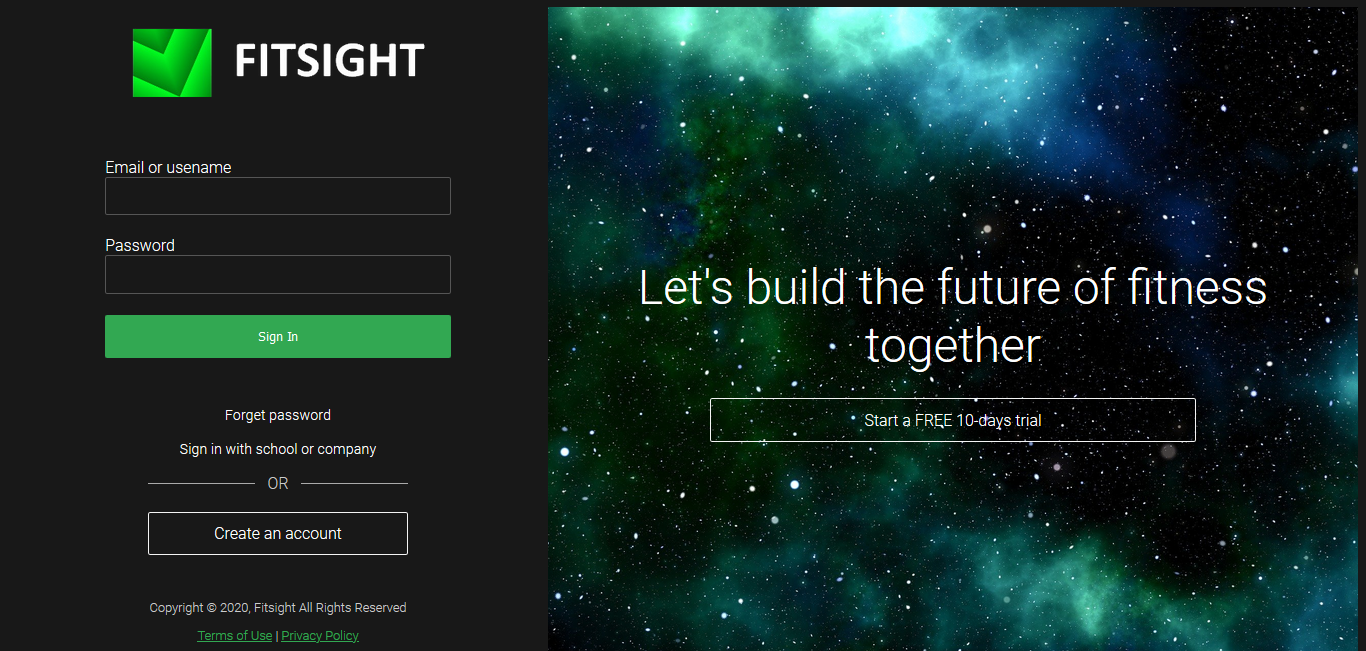 FITSIGHT
Email or usename
Password
Sign In
Forget password
Sign in with school or company
OR
Create an account
Copyright © 2020, Fitsight All Rights Reserved
Terms of Use | Privacy Policy
Let's build the future of fitness
together
Start a FREE 10-days trial